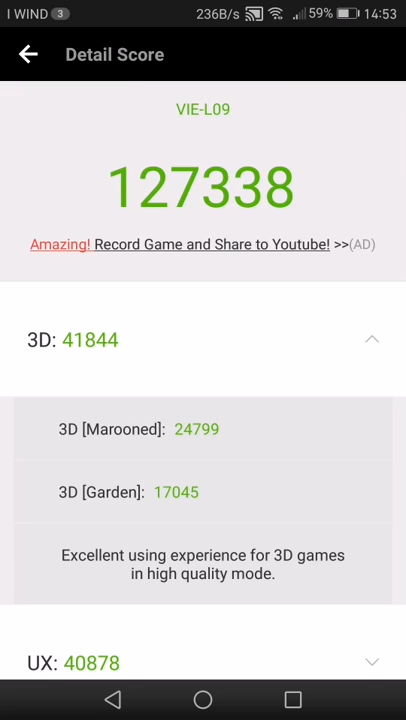 I WIND 3 236B/s 59% 14:53
Detail Score
VIE-L09
127338
Amazing! Record Game and Share to Youtube! >>(AD)
3D: 41844
3D [Marooned]: 24799
3D [Garden]: 17045
Excellent using experience for 3D games
in high quality mode.
UX: 40878